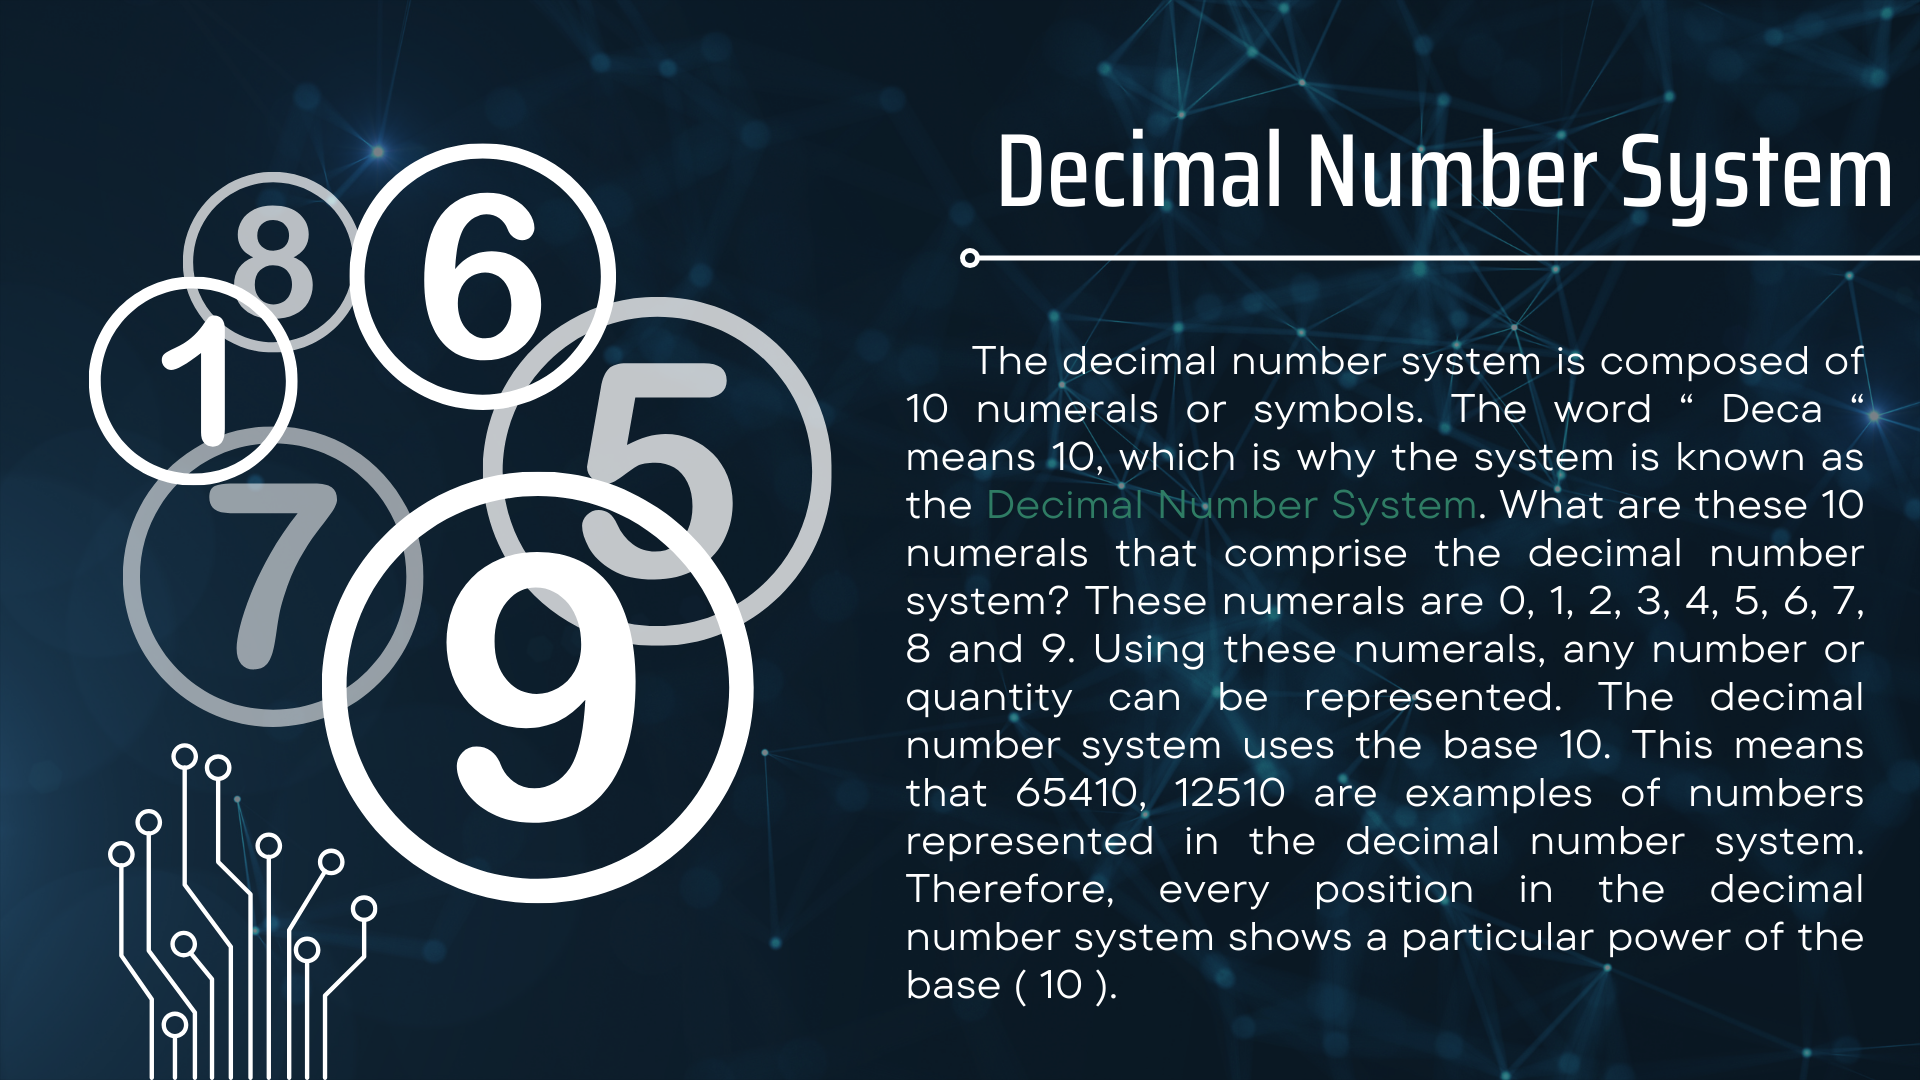 Decimal Number System
8
6
1
5
7
9
The decimal number system is composed of
10 numerals or symbols. The word “ Deca “
means 10, which is why the system is known as
the Decimal Number System. What are these 10
numerals that comprise the decimal number
system? These numerals are 0, 1, 2, 3, 4, 5, 6, 7,
8 and 9. Using these numerals, any number or
quantity can be represented. The decimal
number system uses the base 10. This means
that 65410, 12510 are examples of numbers
represented in the decimal number system.
Therefore, every position in the decimal
number system shows a particular power of the
base ( 10 ).